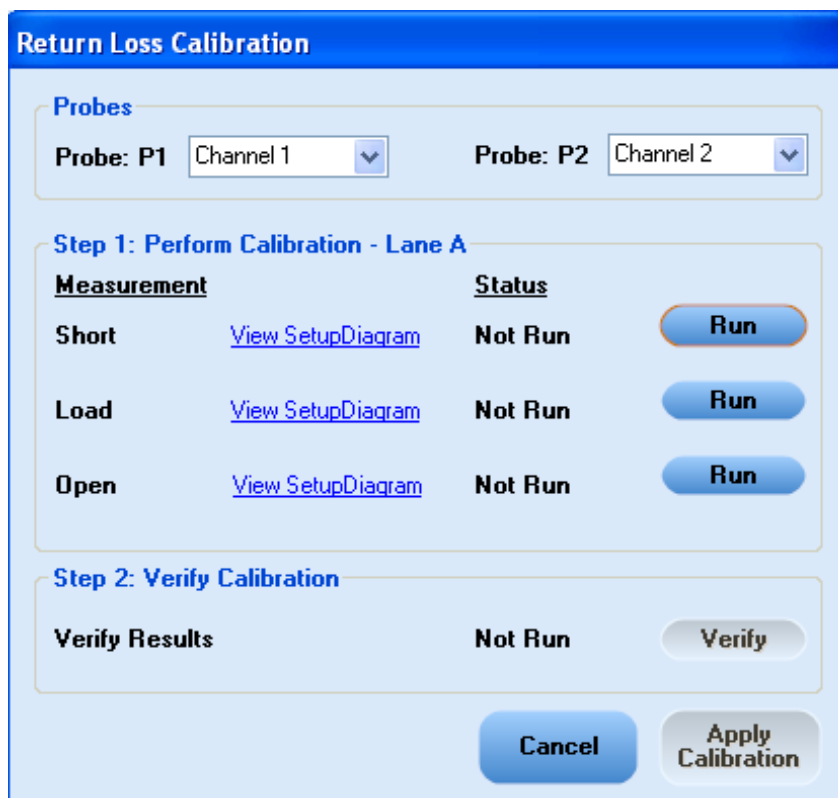 Return Loss Calibration
Probes
Probe: P1 Channel 1 Probe: P2 Channel 2
Step 1: Perform Calibration - Lane A
Measurement Status
Short View SetupDiagram Not Run Run
Load View SetupDiagram Not Run Run
Open View SetupDiagram Not Run Run
Step 2: Verify Calibration
Verify Results Not Run Verify
Cancel Apply
Calibration